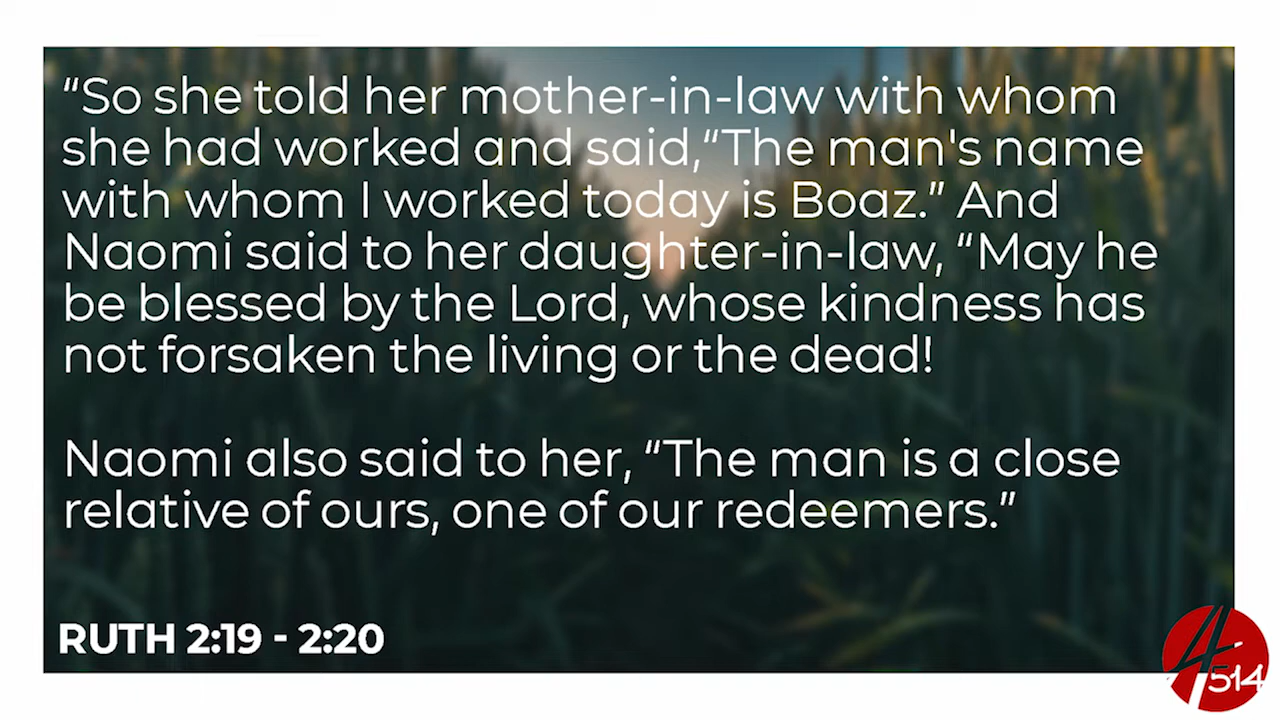 “So she told her mother-in-law with whom
she had worked and said,“The man's name
with whom I worked today is Boaz.” And
Naomi said to her daughter-in-law, “May he
be blessed by the Lord, whose kindness has
not forsaken the living or the dead!
Naomi also said to her, “The man is a close
relative of ours, one of our redeemers.”
RUTH 2:19 - 2:20
4
514